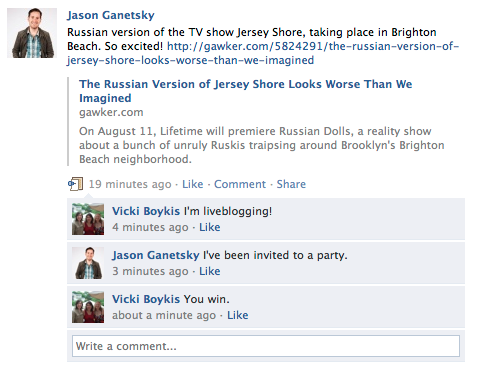 Jason Ganetsky
Russian version of the TV show Jersey Shore, taking place in Brighton
Beach. So excited! http://gawker.com/5824291/the-russian-version-of-
jersey-shore-looks-worse-than-we-imagined
The Russian Version of Jersey Shore Looks Worse Than We
Imagined
gawker.com
On August 11, Lifetime will premiere Russian Dolls, a reality show
about a bunch of unruly Ruskis traipsing around Brooklyn's Brighton
Beach neighborhood.
19 minutes ago · Like · Comment · Share
Vicki Boykis I'm liveblogging!
4 minutes ago · Like
Jason Ganetsky I've been invited to a party.
3 minutes ago · Like
Vicki Boykis You win.
about a minute ago · Like
Write a comment...